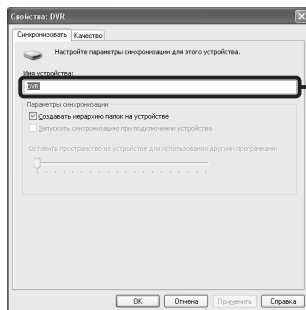 Свойства: DVR
Синхронизовать Качество
Настройте параметры синхронизации для этого устройства.
Имя устройства:
DVR
Параметры синхронизации
Создавать иерархию папок на устройстве
Запускать синхронизацию при подключении устройства
Оставить пространство на устройстве для использования другими программами:
OK Отмена Применить Справка